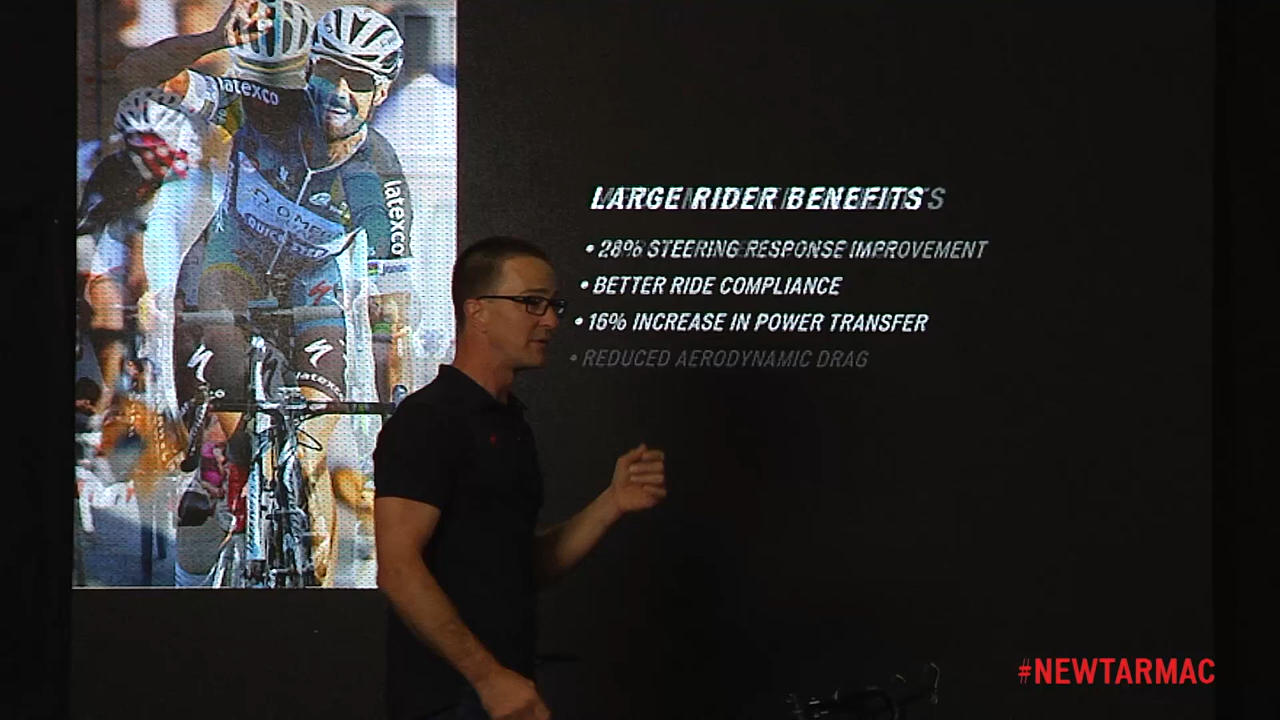 latexco
latexco
LARGE RIDER BENEFITS
• 28% STEERING RESPONSE IMPROVEMENT
• BETTER RIDE COMPLIANCE
• 16% INCREASE IN POWER TRANSFER
• REDUCED AERODYNAMIC DRAG
latexco
#NEWTARMAC